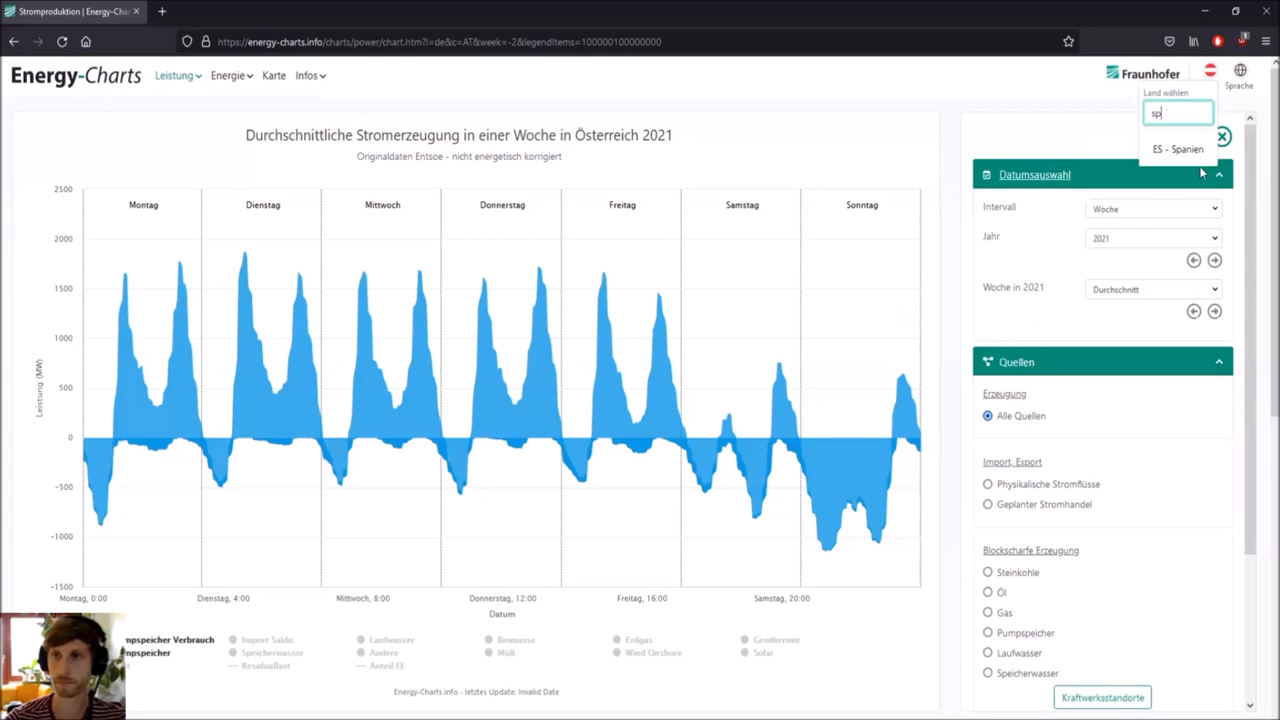 Stromproduktion | Energy-Cha
https://energy-charts.info/charts/power/chart.htm?l=de&c=AT&week=-2&legendItems=100000100000000
Energy-Charts
Leistung
Energie
Karte
Infos
Fraunhofer
Sprache
Land wählen
sp
ES - Spanien
Durchschnittliche Stromerzeugung in einer Woche in Österreich 2021
Originaldaten Entsoe - nicht energetisch korrigiert
Datumsauswahl
Intervall
Woche
Jahr
2021
Woche in 2021
Durchschnitt
Quellen
Erzeugung
Alle Quellen
Import, Export
Physikalische Stromflüsse
Geplanter Stromhandel
Blockscharfe Erzeugung
Steinkohle
Öl
Gas
Pumpspeicher
Laufwasser
Speicherwasser
Kraftwerksstandorte
Leistung (MW)
2500
2000
1500
1000
500
0
-500
-1000
-1500
Montag
Dienstag
Mittwoch
Donnerstag
Freitag
Samstag
Sonntag
Montag, 0:00
Dienstag, 4:00
Mittwoch, 8:00
Donnerstag, 12:00
Freitag, 16:00
Samstag, 20:00
Datum
mpspeicher Verbrauch
Import Saldo
Laufwasser
Biomasse
Erdgas
Geothermie
mpspeicher
Speicherwasser
Andere
Müll
Wind Onshore
Solar
Residuallast
Anteil EE
Energy-Charts.info - letztes Update: Invalid Date